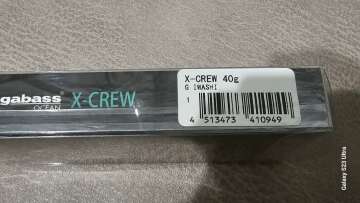 gabass
OCEAN
X-CREW
X-CREW 40g
G IWASHI
1
4 513473 410949
Galaxy S23 Ultra